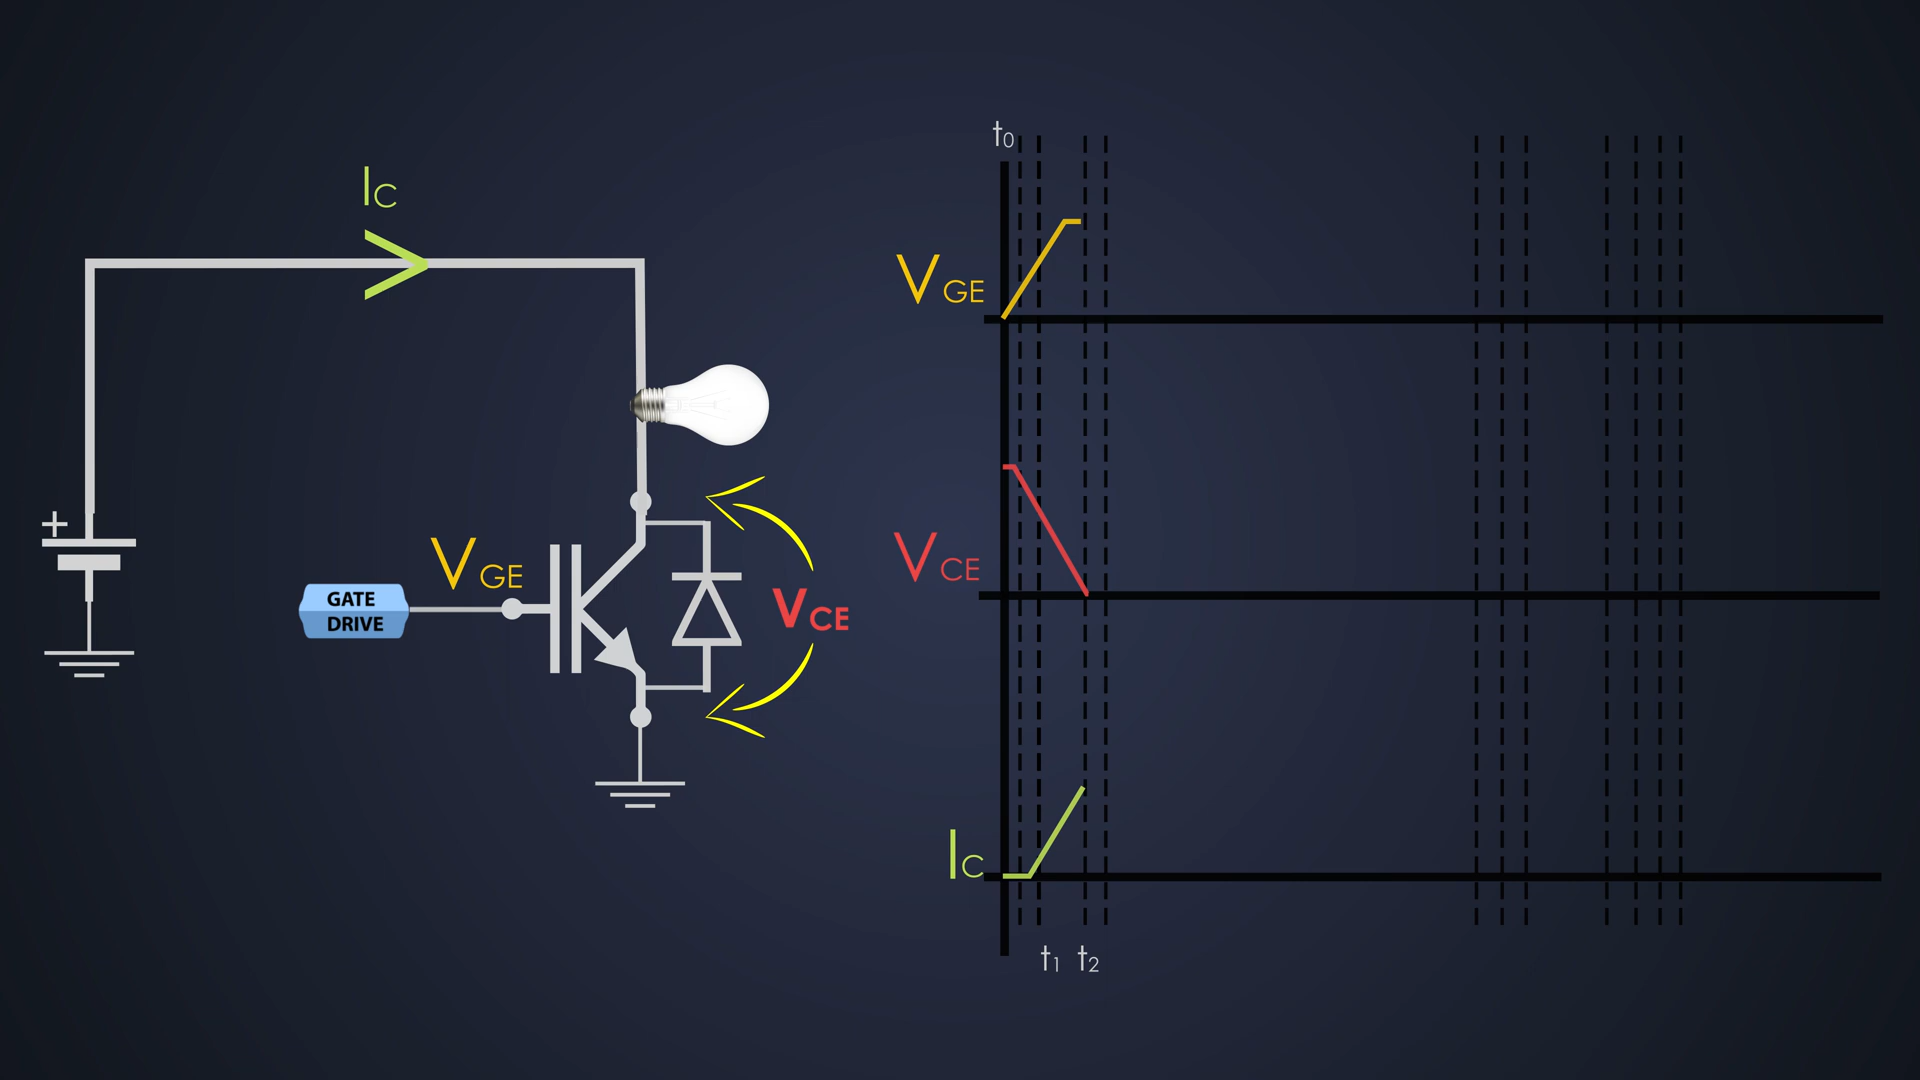 t0
IC
VGE
+
VGE
GATE
DRIVE
VCE
VCE
IC
t1 t2